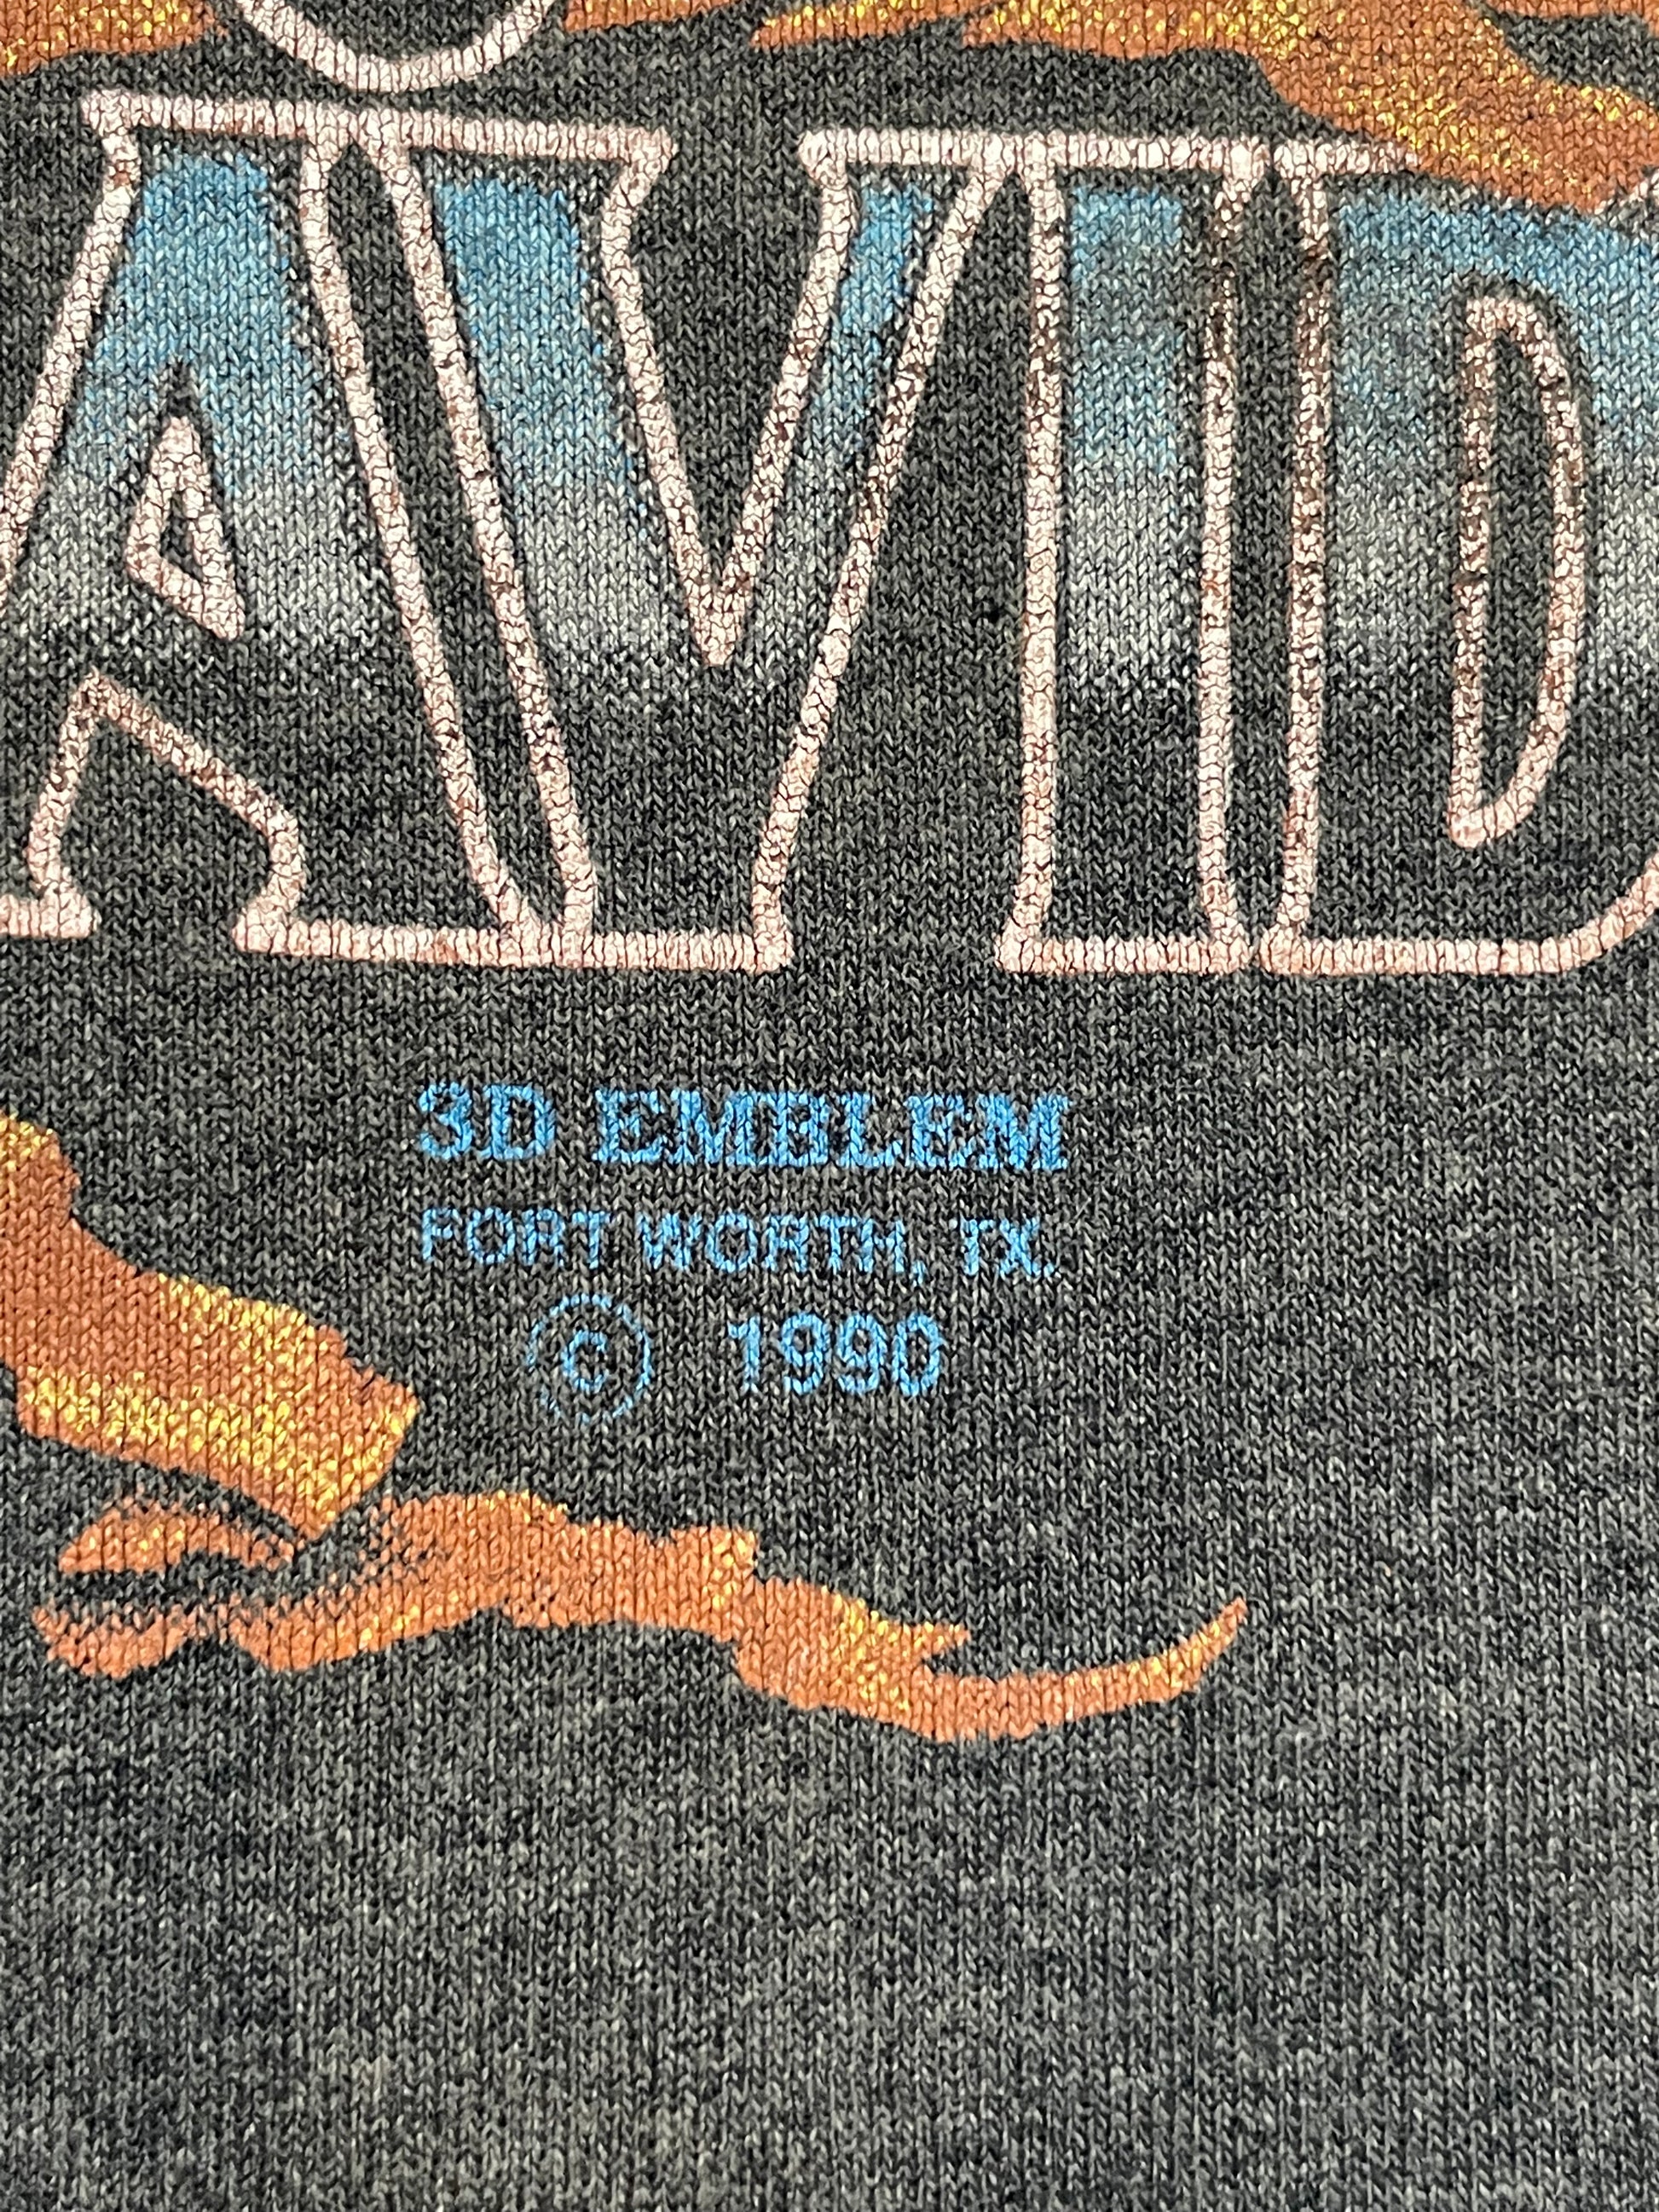 AVID
3D EMBLEM
FORT WORTH, TX.
© 1990